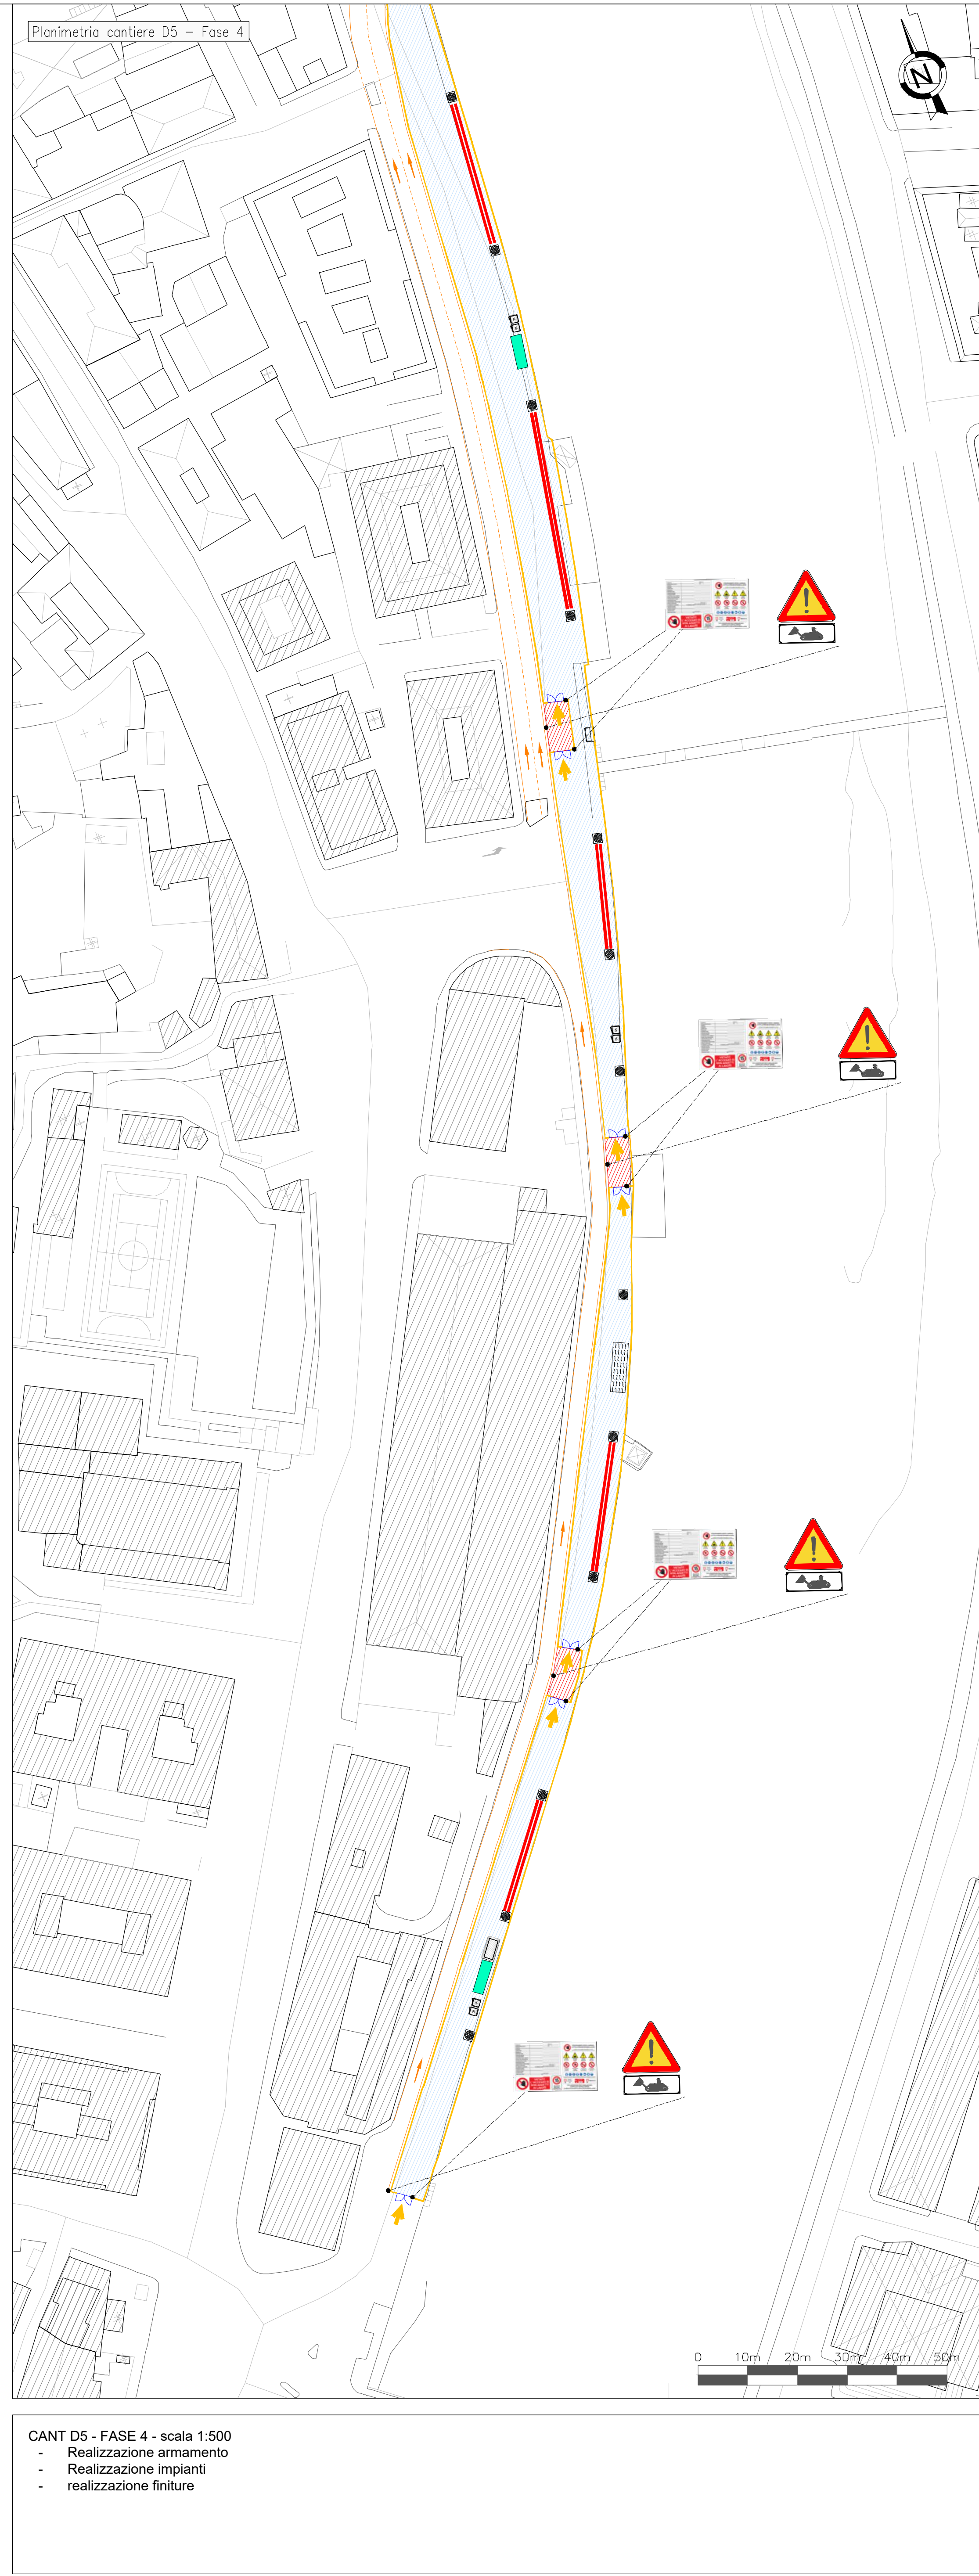 Planimetria cantiere D5 - Fase 4
N
0 10m 20m 30m 40m 50m
CANT D5 - FASE 4 - scala 1:500
- Realizzazione armamento
- Realizzazione impianti
- realizzazione finiture